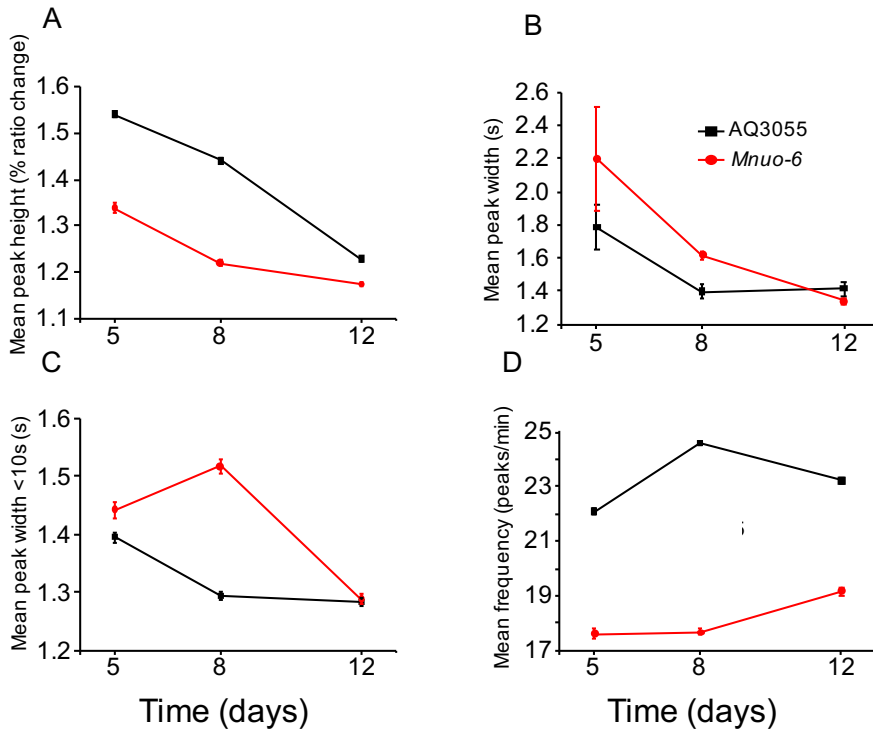 A
Mean peak height (% ratio change)
1.6
1.5
1.4
1.3
1.2
1.1
5 8 12
B
Mean peak width (s)
2.6
2.4
2.2
2.0
1.8
1.6
1.4
1.2
5 8 12
AQ3055
Mnuo-6
C
Mean peak width <10s (s)
1.6
1.5
1.4
1.3
1.2
5 8 12
Time (days)
D
Mean frequency (peaks/min)
25
23
21
19
17
5 8 12
Time (days)